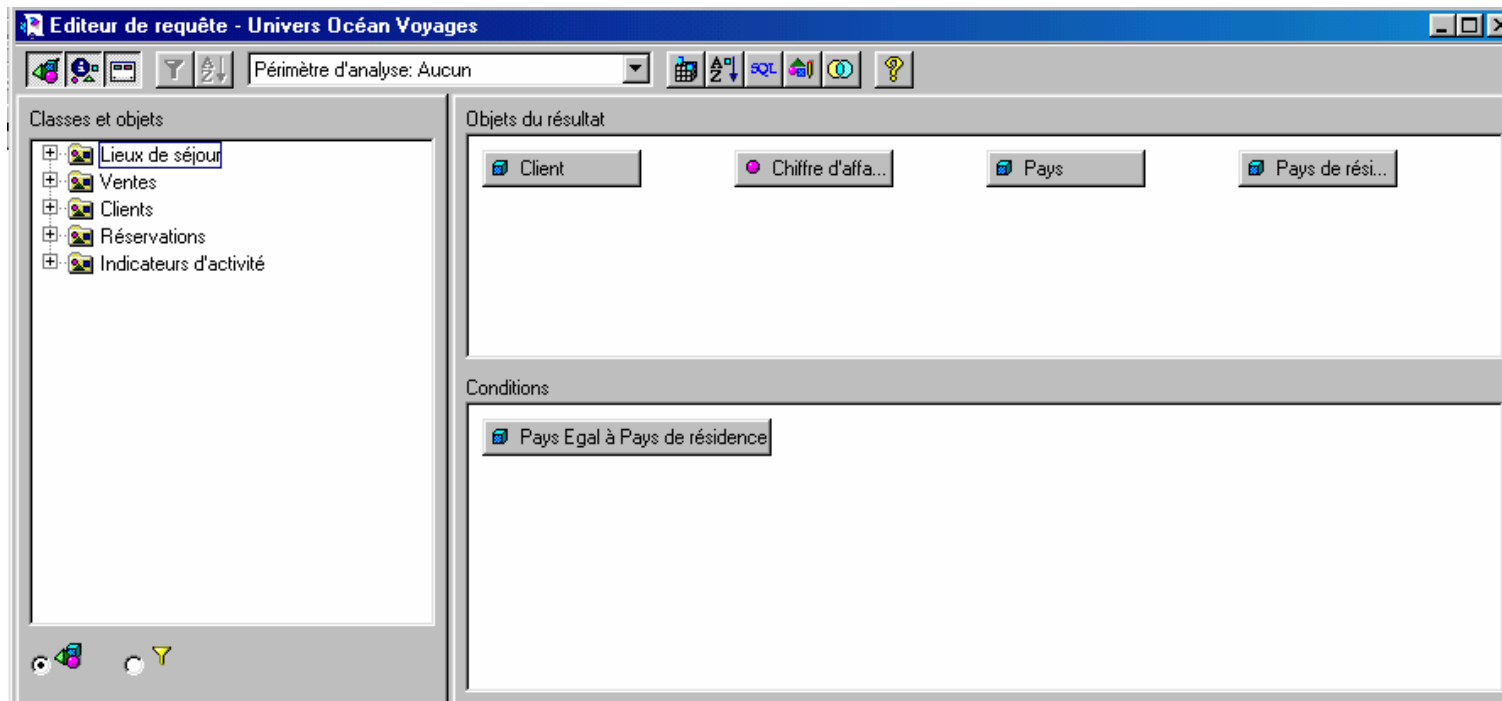 Editeur de requête - Univers Océan Voyages
Périmètre d'analyse: Aucun
SQL
Classes et objets
Lieux de séjour
Ventes
Clients
Réservations
Indicateurs d'activité
Objets du résultat
Client
Chiffre d'affa...
Pays
Pays de rési...
Conditions
Pays Egal à Pays de résidence